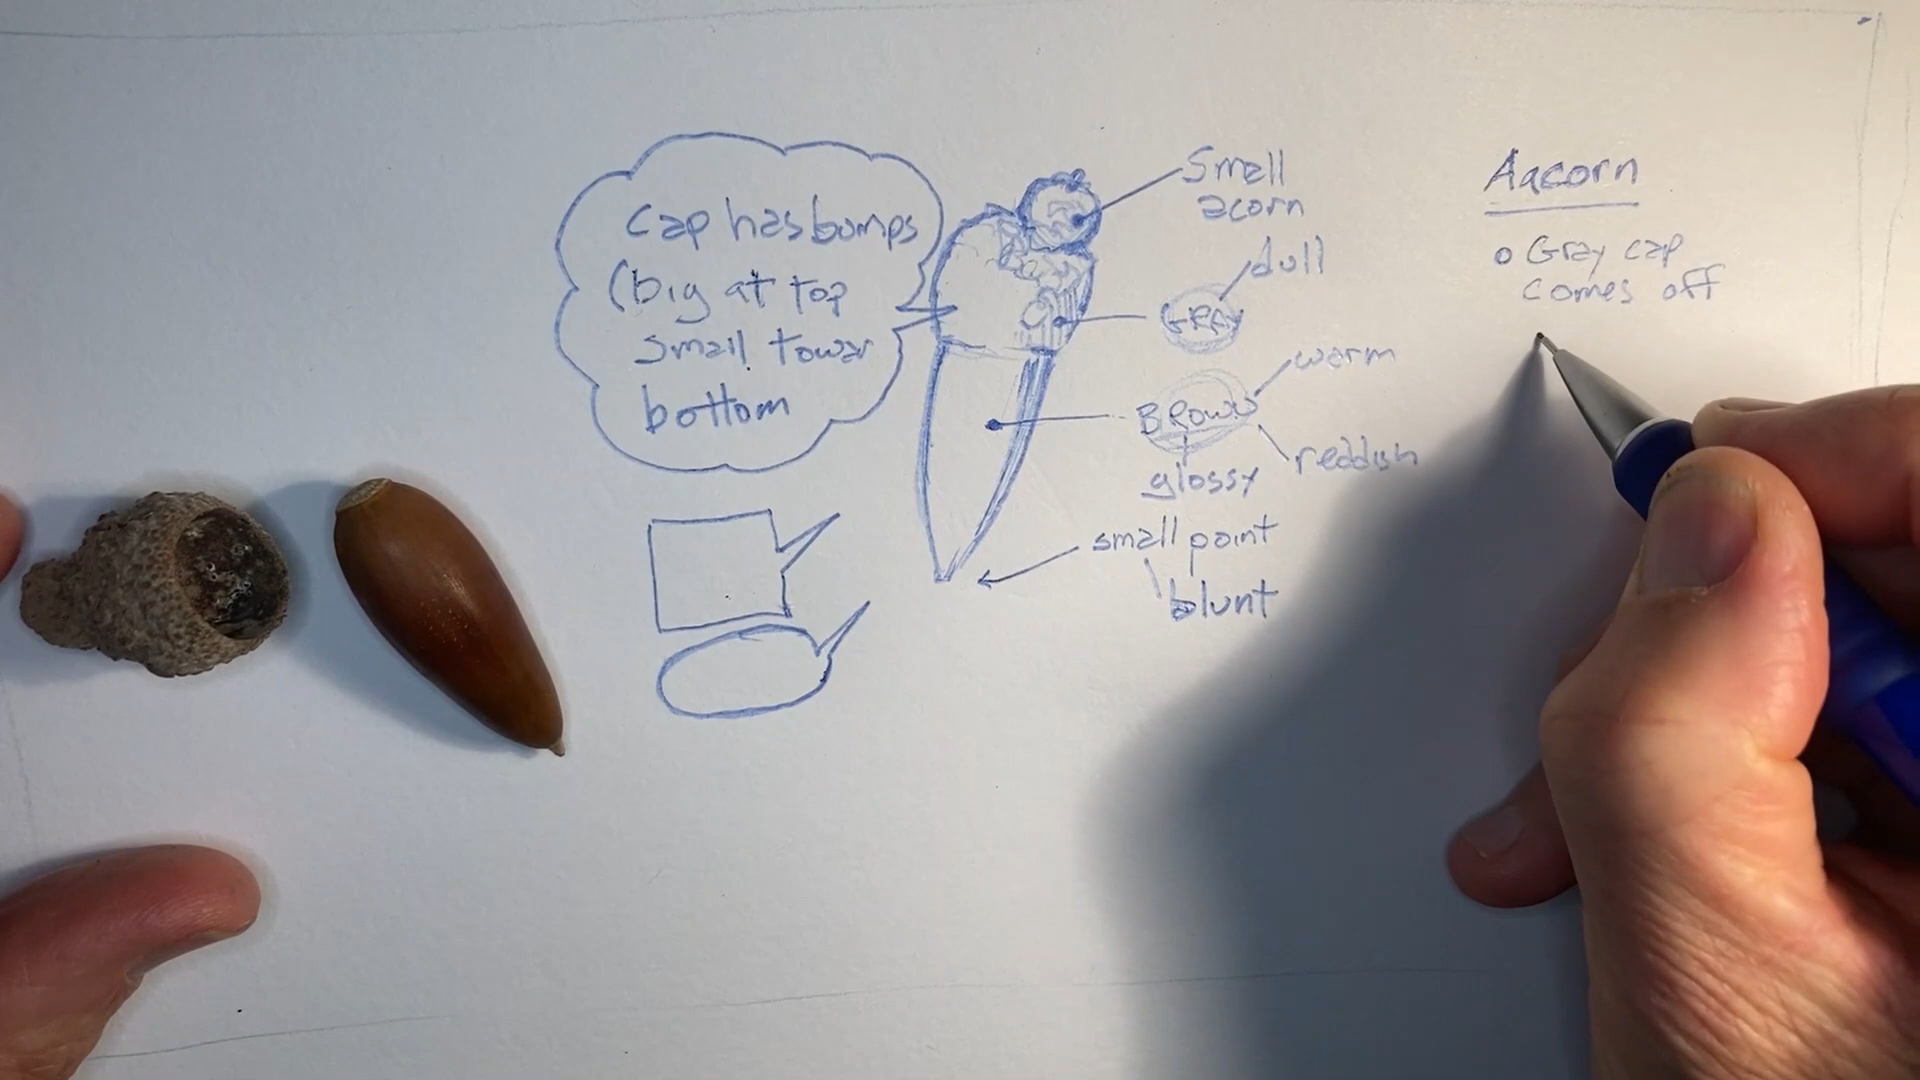 Cap has bumps
(big at top
small towar
bottom
Small
acorn
dull
GRAY
warm
BROWN
reddish
glossy
small point
blunt
Aacorn
Gray cap
comes off